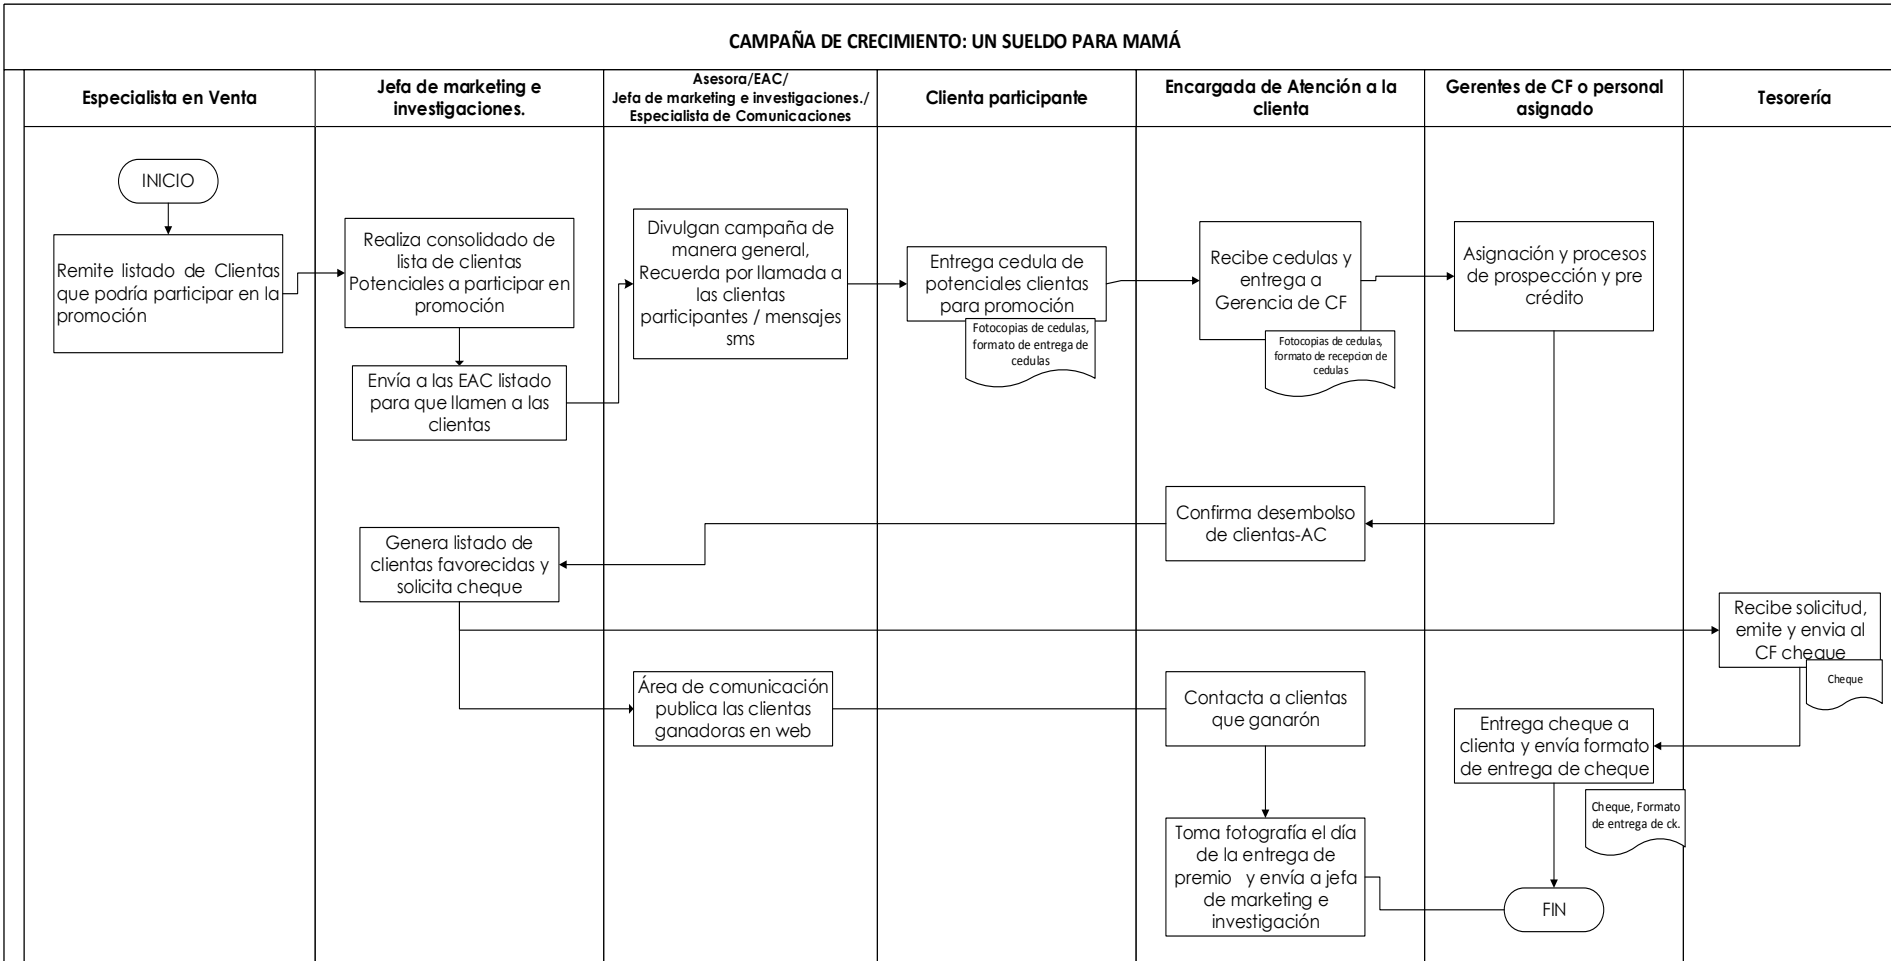 CAMPAÑA DE CRECIMIENTO: UN SUELDO PARA MAMÁ
Especialista en Venta
Jefa de marketing e
investigaciones.
Asesora/EAC/
Jefa de marketing e investigaciones./
Especialista de Comunicaciones
Clienta participante
Encargada de Atención a la
clienta
Gerentes de CF o personal
asignado
Tesorería
INICIO
Remite listado de Clientas
que podría participar en la
promoción
Realiza consolidado de
lista de clientas
Potenciales a participar en
promoción
Envía a las EAC listado
para que llamen a las
clientas
Divulgan campaña de
manera general,
Recuerda por llamada a
las clientas
participantes / mensajes
sms
Entrega cedula de
potenciales clientas
para promoción
Fotocopias de cedulas,
formato de entrega de
cedulas
Recibe cedulas y
entrega a
Gerencia de CF
Fotocopias de cedulas,
formato de recepcion de
cedulas
Asignación y procesos
de prospección y pre
crédito
Confirma desembolso
de clientas-AC
Genera listado de
clientas favorecidas y
solicita cheque
Recibe solicitud,
emite y envia al
CF cheque
Cheque
Área de comunicación
publica las clientas
ganadoras en web
Contacta a clientas
que ganarón
Entrega cheque a
clienta y envía formato
de entrega de cheque
Cheque, Formato
de entrega de ck.
Toma fotografía el día
de la entrega de
premio y envía a jefa
de marketing e
investigación
FIN